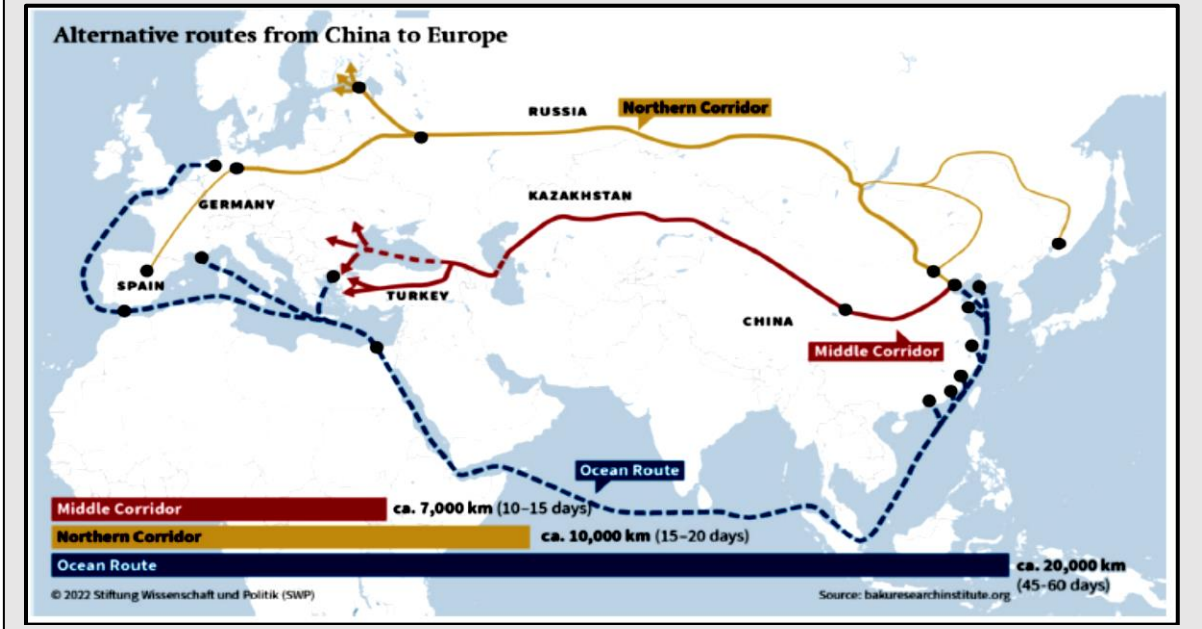 Alternative routes from China to Europe
RUSSIA
Northern Corridor
KAZAKHSTAN
GERMANY
SPAIN
TURKEY
CHINA
Middle Corridor
Ocean Route
Middle Corridor
ca. 7,000 km (10–15 days)
Northern Corridor
ca. 10,000 km (15–20 days)
Ocean Route
ca. 20,000 km
(45-60 days)
© 2022 Stiftung Wissenschaft und Politik (SWP)
Source: bakuresearchinstitute.org